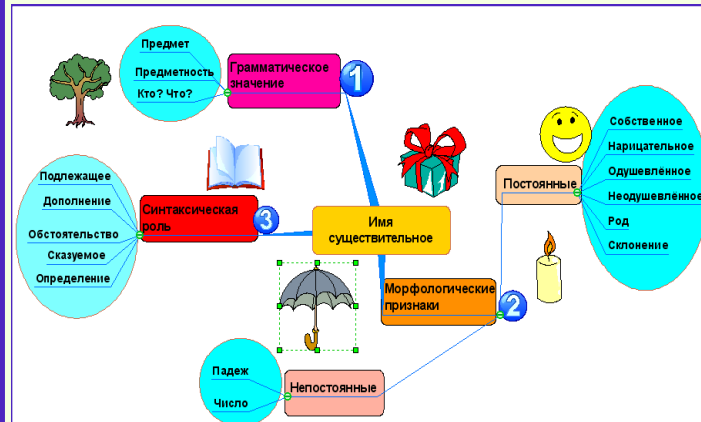 Предмет
Предметность
Кто? Что?
Грамматическое
значение
1
Собственное
Нарицательное
Одушевлённое
Неодушевлённое
Род
Склонение
Постоянные
Подлежащее
Дополнение
Обстоятельство
Сказуемое
Определение
Синтаксическая
роль
3
Имя
существительное
Морфологические
признаки
2
Падеж
Число
Непостоянные